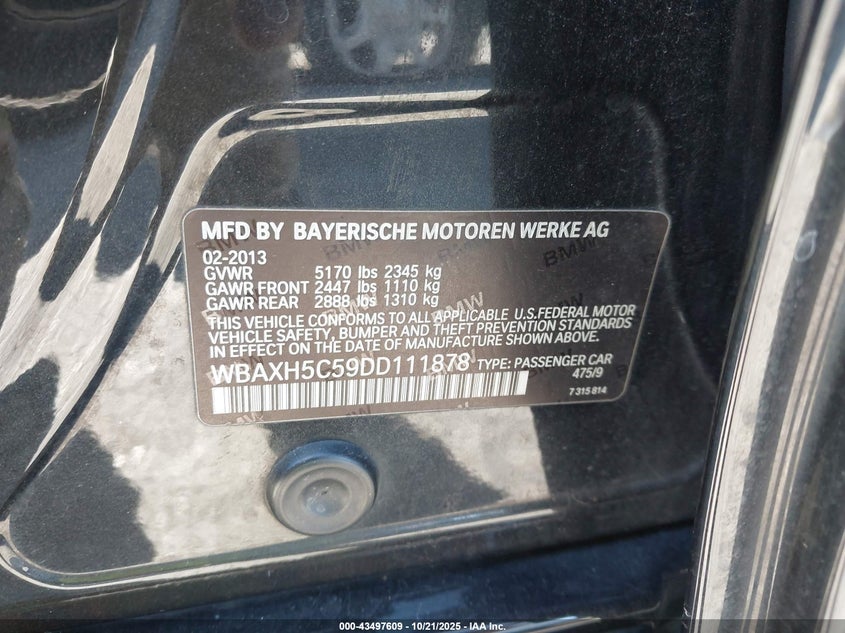 MFD BY BAYERISCHE MOTOREN WERKE AG
02-2013
GVWR 5170 lbs 2345 kg
GAWR FRONT 2447 lbs 1110 kg
GAWR REAR 2888 lbs 1310 kg
THIS VEHICLE CONFORMS TO ALL APPLICABLE U.S.FEDERAL MOTOR
VEHICLE SAFETY, BUMPER AND THEFT PREVENTION STANDARDS
IN EFFECT ON THE DATE OF MANUFACTURE SHOWN ABOVE.
WBAXH5C59DD111878 TYPE: PASSENGER CAR
475/9
7 315 814
000-43497609 - 10/21/2025 - IAA Inc.